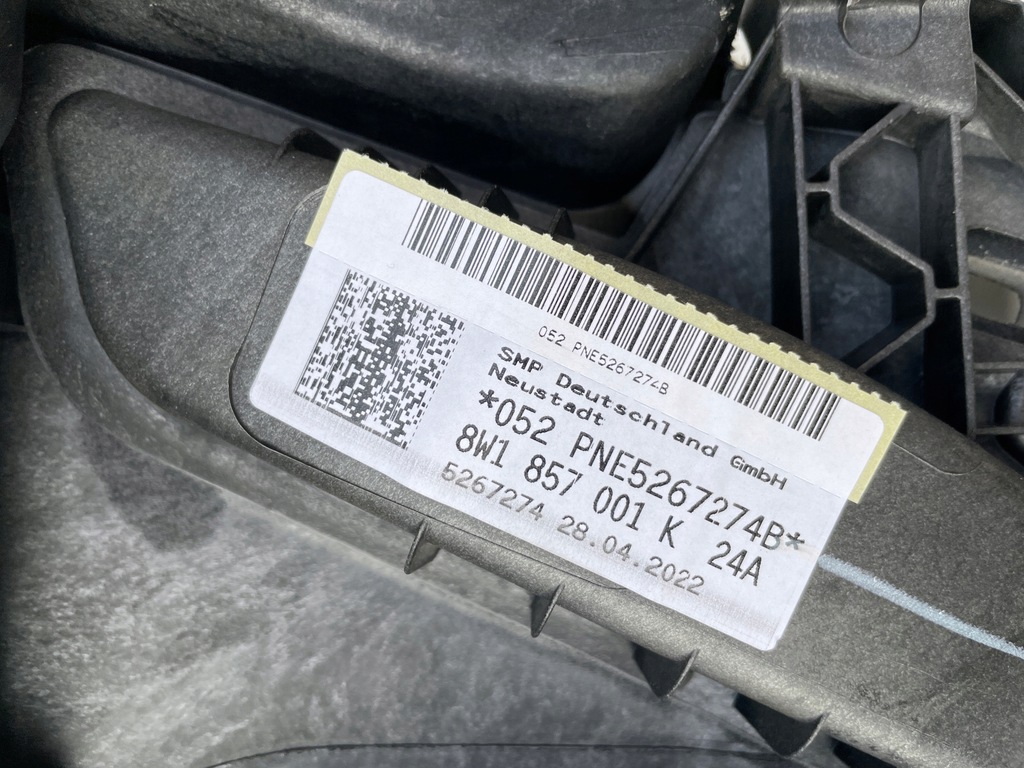 052 PNE5267274B
SMP Deutschland GmbH
Neustadt
*052 PNE5267274B*
8W1 857 001 K 24A
5267274 28.04.2022